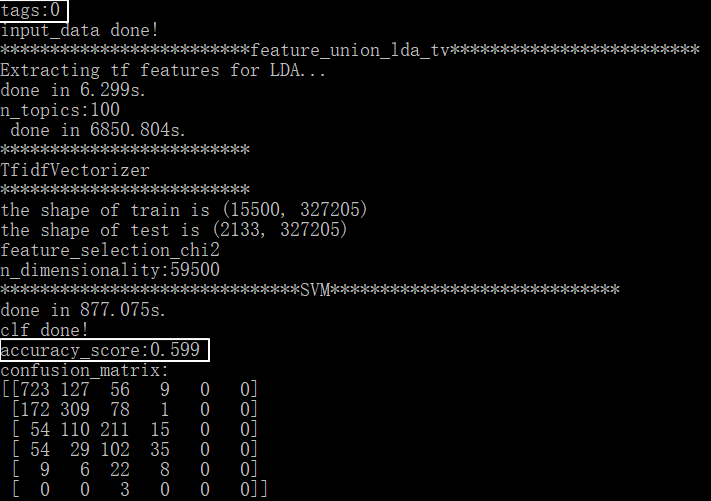 tags:0
input_data done!
*************************feature_union_lda_tv*************************
Extracting tf features for LDA...
done in 6.299s.
n_topics:100
 done in 6850.804s.
*************************
TfidfVectorizer
*************************
the shape of train is (15500, 327205)
the shape of test is (2133, 327205)
feature_selection_chi2
n_dimensionality:59500
******************************SVM*****************************
done in 877.075s.
clf done!
accuracy_score:0.599
confusion_matrix:
[[723 127  56   9   0   0]
 [172 309  78   1   0   0]
 [ 54 110 211  15   0   0]
 [ 54  29 102  35   0   0]
 [  9   6  22   8   0   0]
 [  0   0   3   0   0   0]]